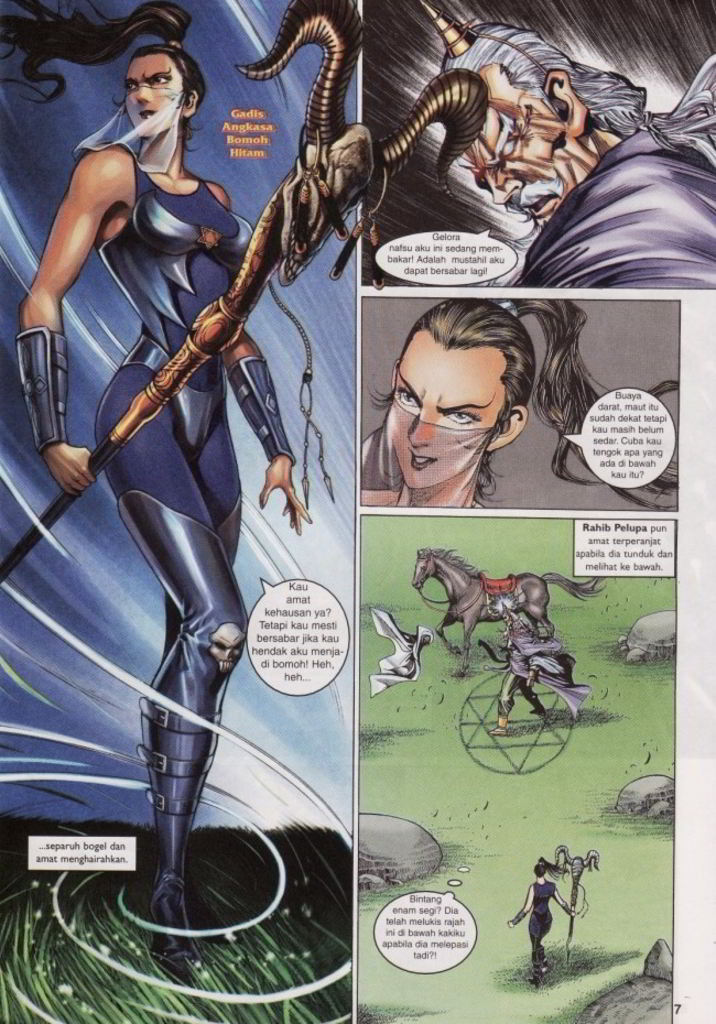 Gadis
Angkasa
Bomoh
Hitam
Kau
amat
kehausan ya?
Tetapi kau mesti
bersabar jika kau
hendak aku menja-
di bomoh! Heh,
heh...
...separuh bogel dan
amat menghairahkan.
Gelora
nafsu aku ini sedang mem-
bakar! Adalah mustahil aku
dapat bersabar lagi!
Buaya
darat, maut itu
sudah dekat tetapi
kau masih belum
sedar. Cuba kau
tengok apa yang
ada di bawah
kau itu?
Rahib Pelupa pun
amat terperanjat
apabila dia tunduk dan
melihat ke bawah.
Bintang
enam segi? Dia
telah melukis rajah
ini di bawah kakiku
apabila dia melepasi
tadi?!
7